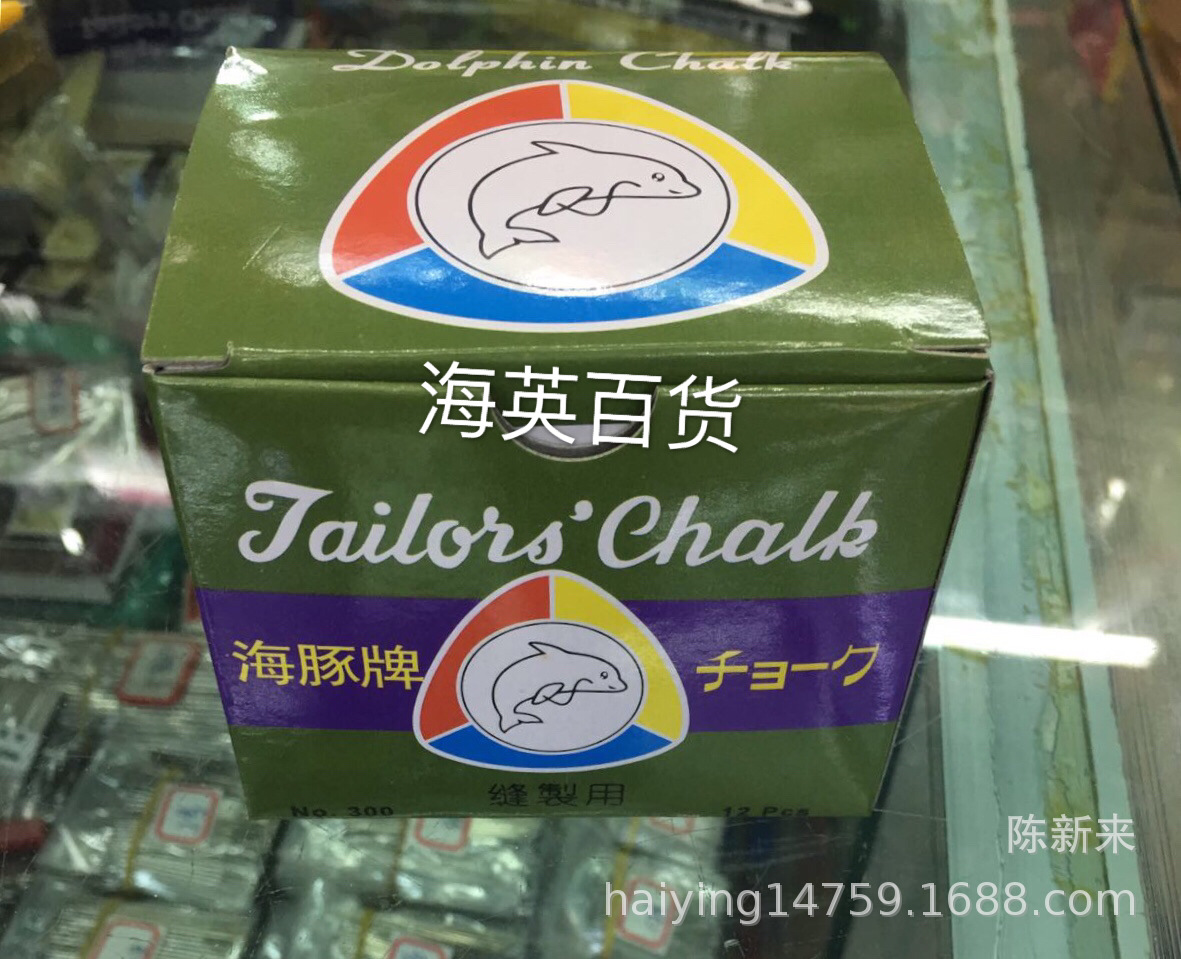 Dolphin Chalk
海英百货
Tailors' Chalk
海豚牌 チョーク
縫製用
No. 300 12 Pcs
陈新来
haiying14759.1688.com